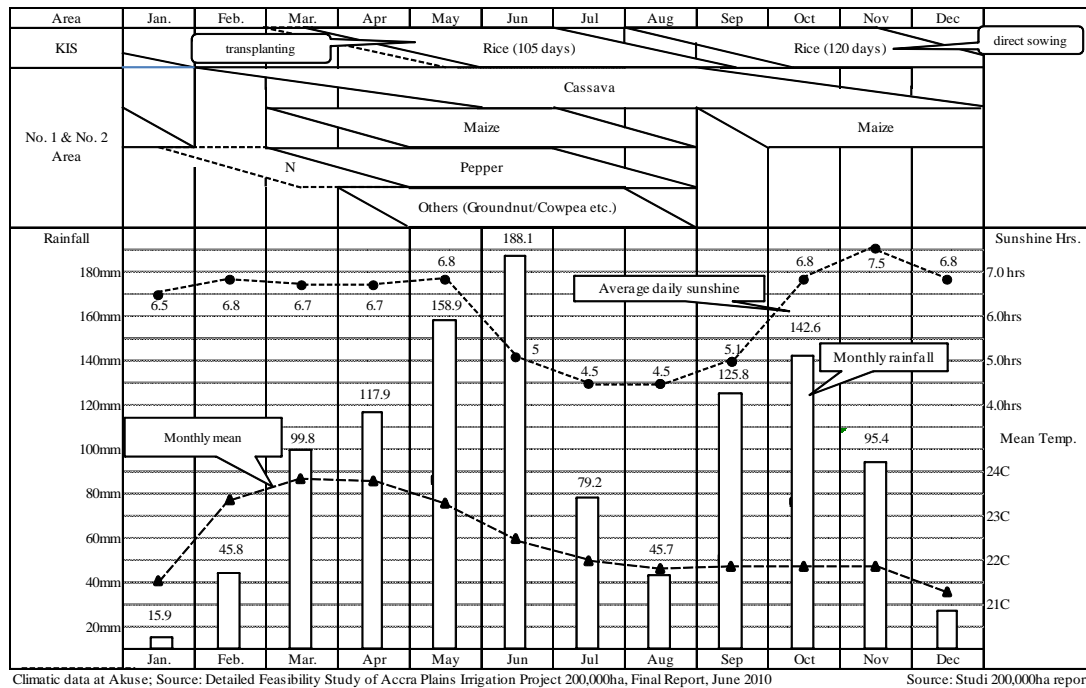 Area Jan. Feb. Mar. Apr May Jun Jul Aug Sep Oct Nov Dec
KIS transplanting Rice (105 days) Rice (120 days) direct sowing
Cassava
No. 1 & No. 2
Area
Maize Maize
N Pepper
Others (Groundnut/Cowpea etc.)
Rainfall 188.1 Sunshine Hrs.
6.8 6.8 7.5 6.8
180mm 7.0 hrs
Average daily sunshine
6.5 6.8 6.7 6.7 158.9
160mm 6.0 hrs
142.6
5 5.1
140mm 5.0hrs
Monthly rainfall
4.5 4.5 125.8
120mm 4.0hrs
117.9
Monthly mean 99.8 95.4 Mean Temp.
100mm
24C
79.2
80mm
23C
60mm
45.8 45.7
22C
40mm
15.9 21C
20mm
Jan. Feb. Mar. Apr May Jun Jul Aug Sep Oct Nov Dec
Climatic data at Akuse; Source: Detailed Feasibility Study of Accra Plains Irrigation Project 200,000ha, Final Report, June 2010 Source: Studi 200,000ha repor